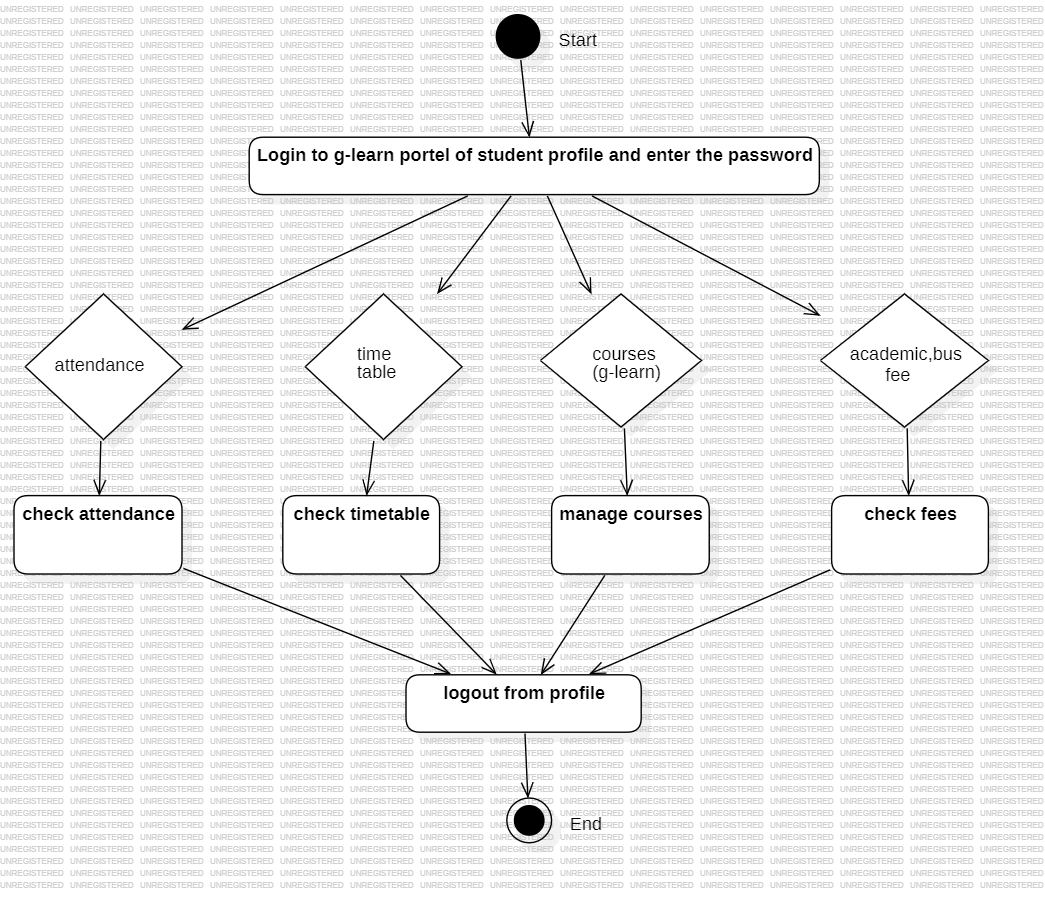 Start
Login to g-learn portel of student profile and enter the password
attendance
time
table
courses
(g-learn)
academic,bus
fee
check attendance
check timetable
manage courses
check fees
logout from profile
End
UNREGISTERED